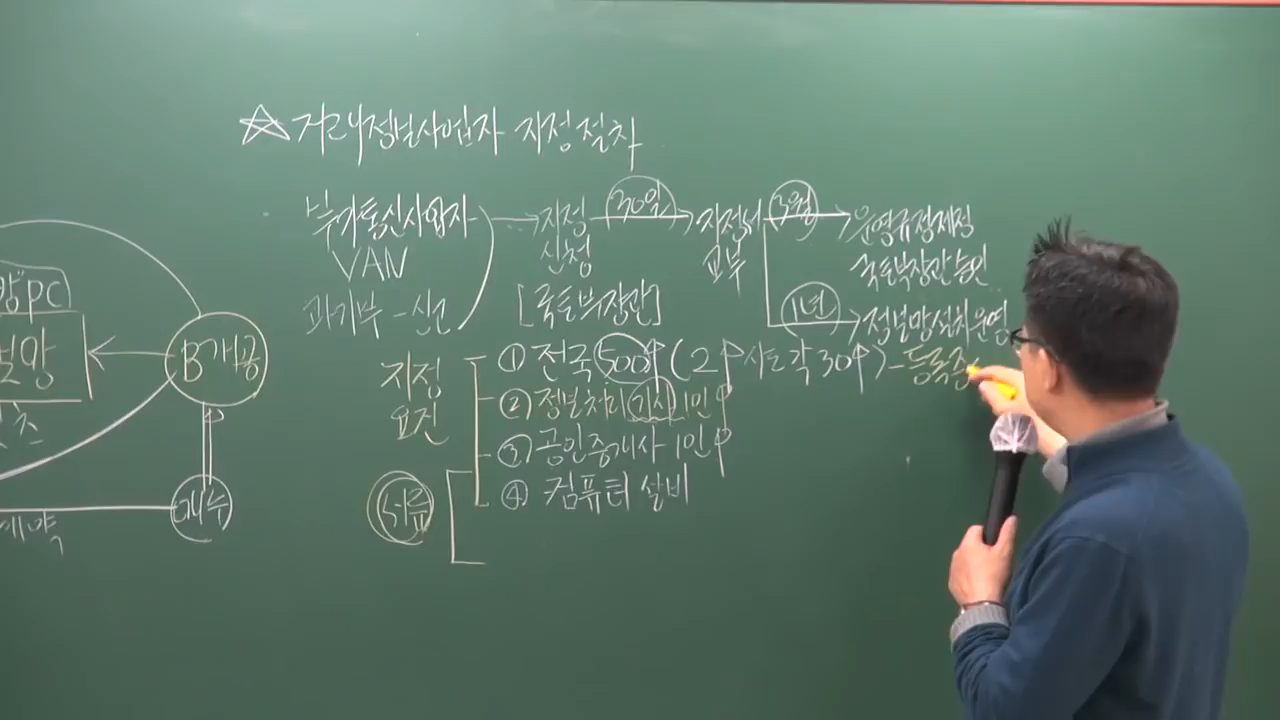 ☆ 거래정보사업자 지정절차
부가통신사업자 → 지정 30일 → 지정서 3월 → 운영규정제정
VAN 신청 교부 국토부장관 승인
과기부 - 신고 [국토부장관] 1년 → 정보망설치운영
지정 ① 전국 500↑ (2↑ 시·도 각 30↑) - 등록증
요건 ② 정보처리 기사 1인↑
③ 공인중개사 1인↑
서류 ④ 컴퓨터 설비
PC
B개공
매수
계약